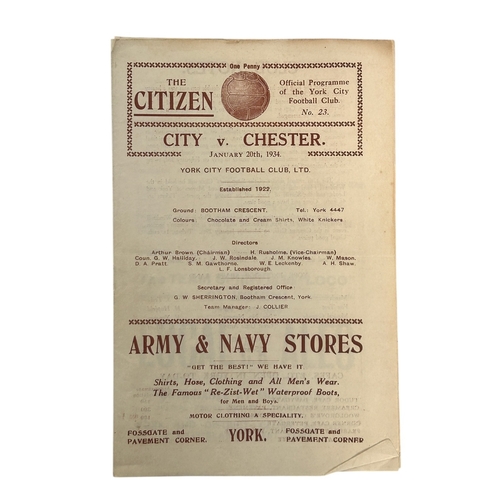 One Penny
THE
CITIZEN
Official Programme
of the York City
Football Club.
No. 23.
CITY v. CHESTER.
JANUARY 20th, 1934.
YORK CITY FOOTBALL CLUB, LTD.
Established 1922.
Ground: BOOTHAM CRESCENT. Tel.: York 4447
Colours: Chocolate and Cream Shirts, White Knickers
Directors
Arthur Brown (Chairman) H. Rusholme (Vice-Chairman)
Coun. G. W. Halliday. J. W. Rosindale J. M. Knowles. W. Mason.
D. A. Pratt. S. M. Gawthorne. W. E. Leckenby A. H. Shaw.
L. F. Lonsborough.
Secretary and Registered Office
G. W SHERRINGTON, Bootham Crescent, York.
Team Manager: J. COLLIER
ARMY & NAVY STORES
"GET THE BEST!" WE HAVE IT
Shirts, Hose, Clothing and All Men's Wear.
The Famous "Re-Zist-Wet" Waterproof Boots,
for Men and Boys.
MOTOR CLOTHING A SPECIALITY.
FOSSGATE and PAVEMENT CORNER. YORK. FOSSGATE and PAVEMENT CORNER